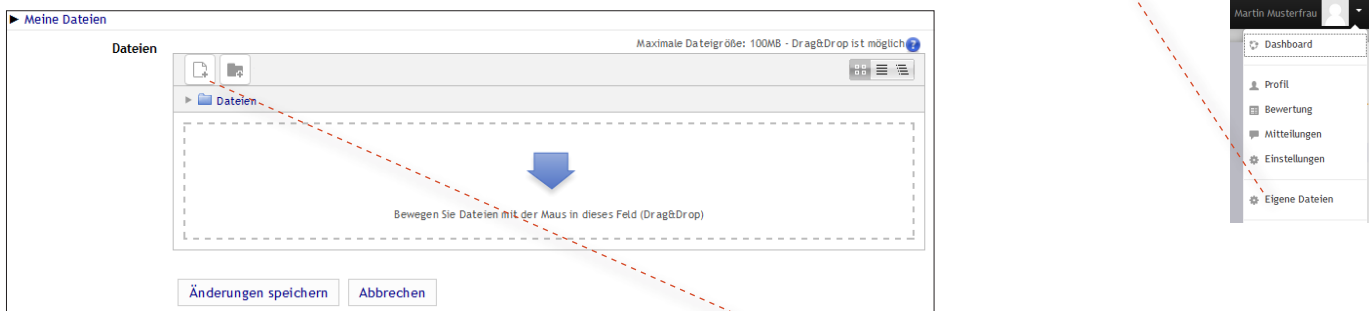 Meine Dateien
Dateien
Maximale Dateigröße: 100MB - Drag&Drop ist möglich
Dateien
Bewegen Sie Dateien mit der Maus in dieses Feld (Drag&Drop)
Änderungen speichern
Abbrechen
Martin Musterfrau
Dashboard
Profil
Bewertung
Mitteilungen
Einstellungen
Eigene Dateien